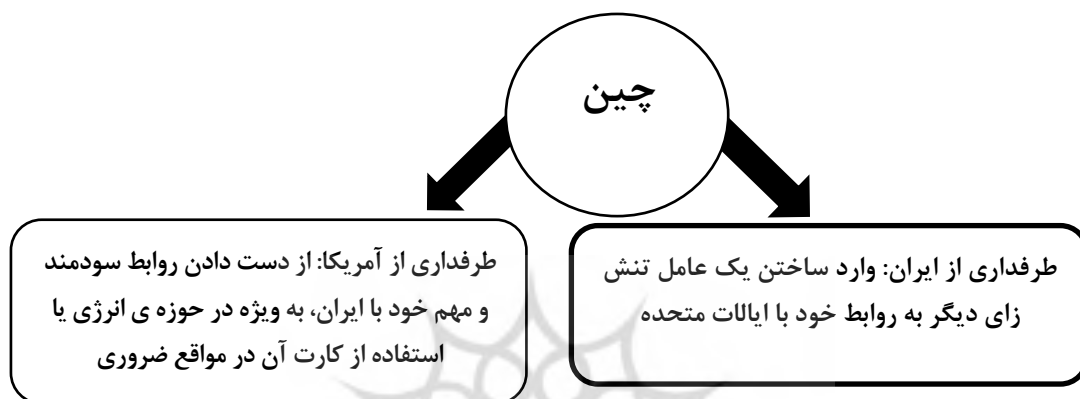 چین
طرفداری از ایران: وارد ساختن یک عامل تنش
زای دیگر به روابط خود با ایالات متحده
طرفداری از آمریکا: از دست دادن روابط سودمند
و مهم خود با ایران، به ویژه در حوزه ی انرژی یا
استفاده از کارت آن در مواقع ضروری